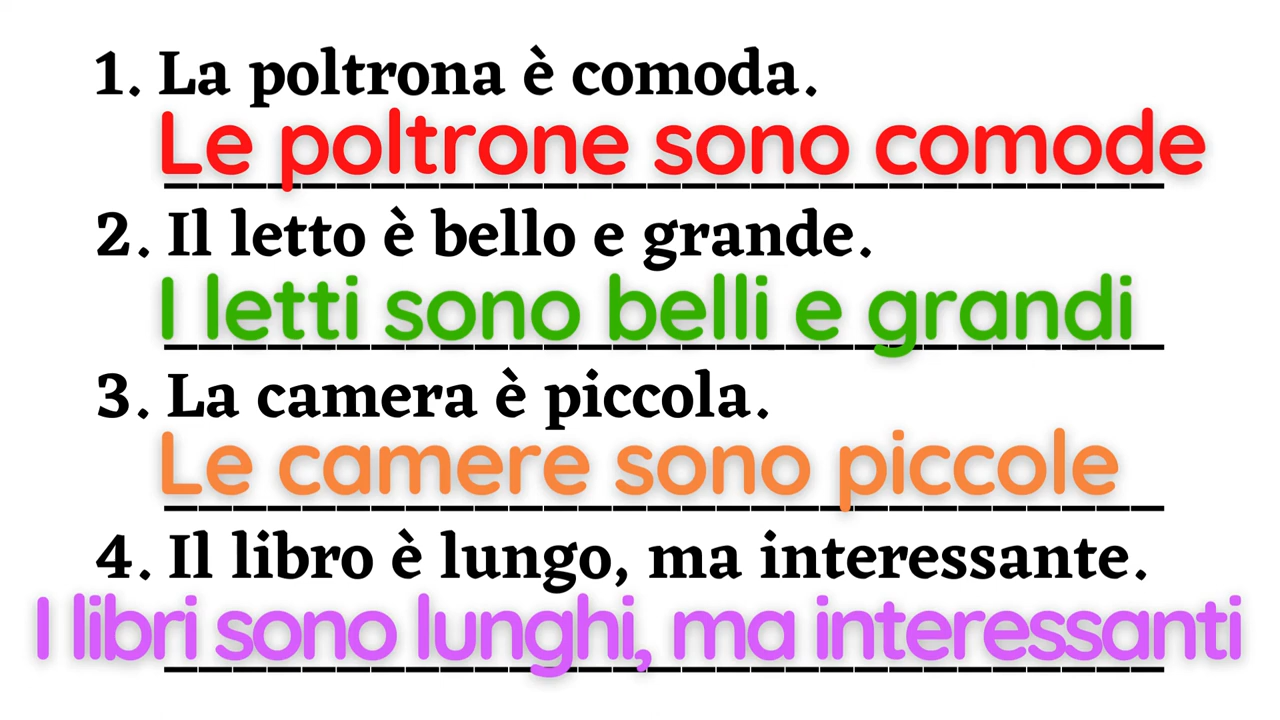 1. La poltrona è comoda.
Le poltrone sono comode
2. Il letto è bello e grande.
I letti sono belli e grandi
3. La camera è piccola.
Le camere sono piccole
4. Il libro è lungo, ma interessante.
I libri sono lunghi, ma interessanti